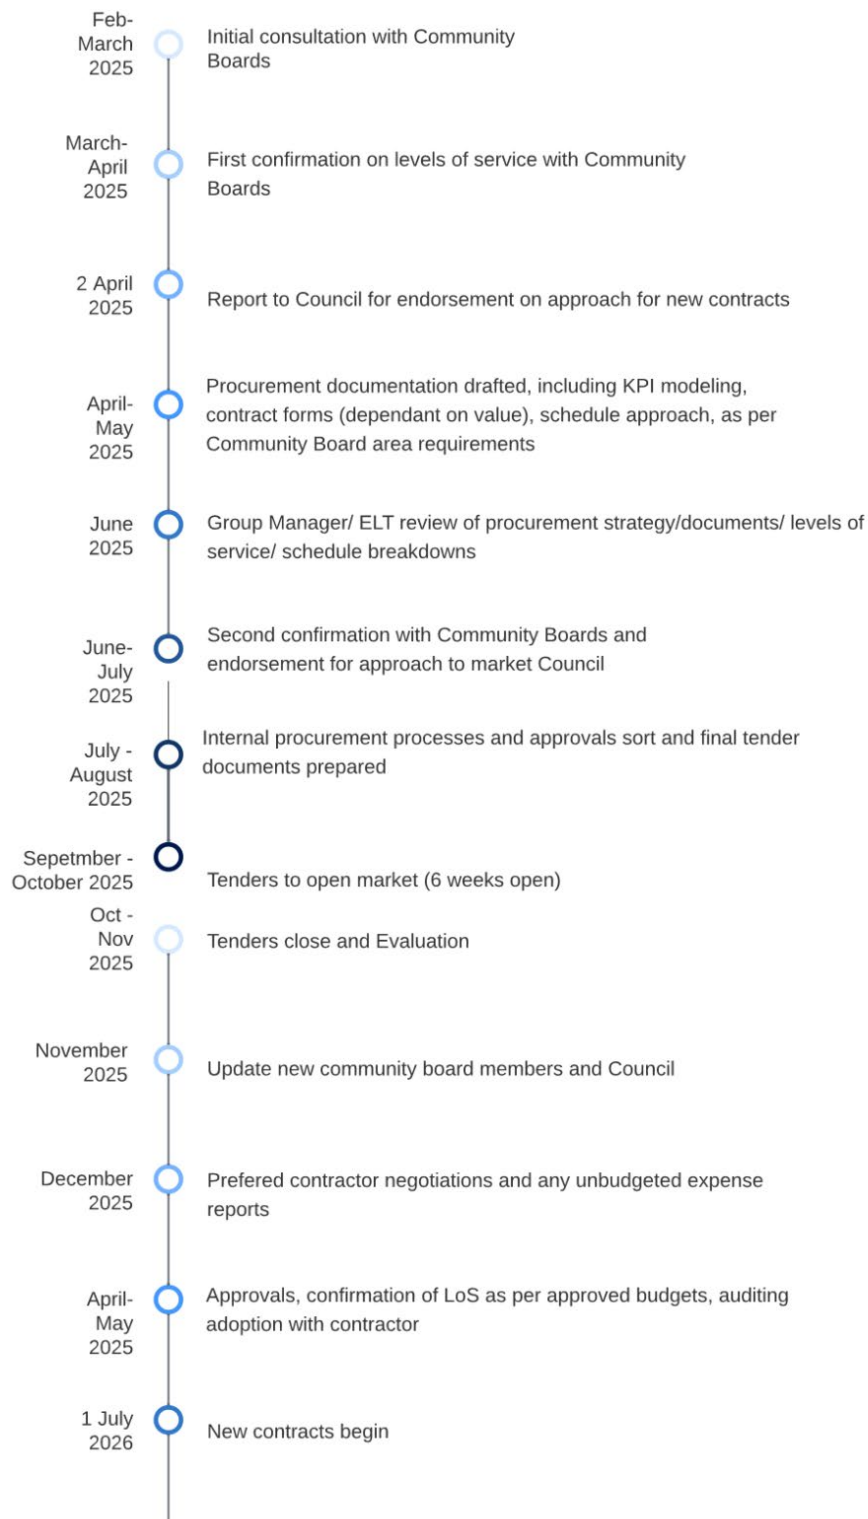 Feb-
March
2025
Initial consultation with Community
Boards
March-
April
2025
First confirmation on levels of service with Community
Boards
2 April
2025
Report to Council for endorsement on approach for new contracts
April-
May
2025
Procurement documentation drafted, including KPI modeling,
contract forms (dependant on value), schedule approach, as per
Community Board area requirements
June
2025
Group Manager/ ELT review of procurement strategy/documents/ levels of
service/ schedule breakdowns
June-
July
2025
Second confirmation with Community Boards and
endorsement for approach to market Council
July -
August
2025
Internal procurement processes and approvals sort and final tender
documents prepared
Sepetmber -
October 2025
Tenders to open market (6 weeks open)
Oct -
Nov
2025
Tenders close and Evaluation
November
2025
Update new community board members and Council
December
2025
Prefered contractor negotiations and any unbudgeted expense
reports
April-
May
2025
Approvals, confirmation of LoS as per approved budgets, auditing
adoption with contractor
1 July
2026
New contracts begin